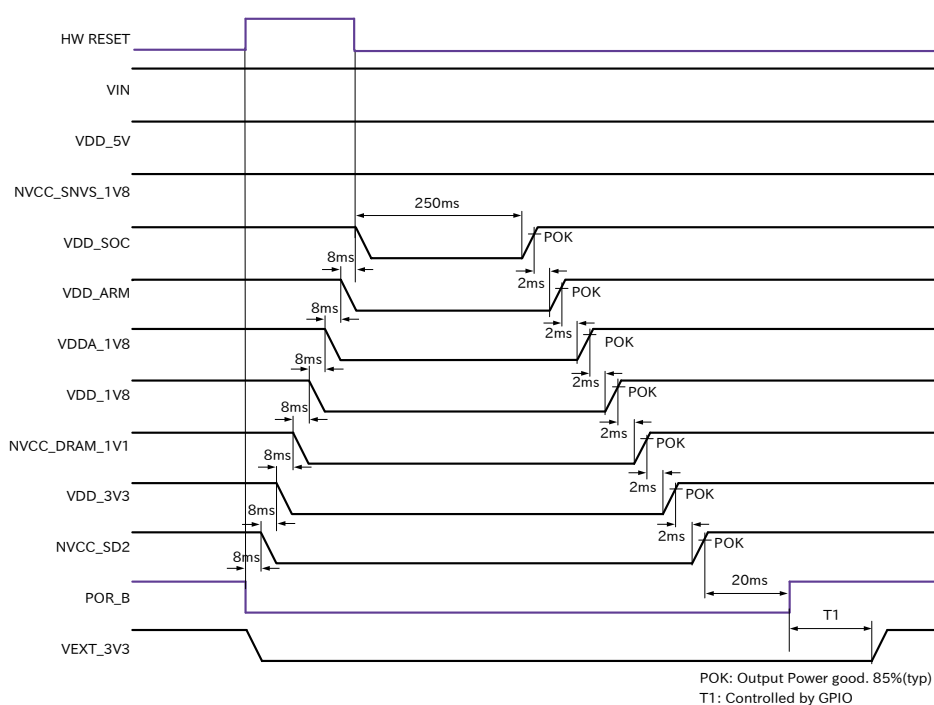 HW RESET
VIN
VDD_5V
NVCC_SNVS_1V8
250ms
VDD_SOC
POK
8ms
2ms
VDD_ARM
POK
8ms
2ms
VDDA_1V8
POK
8ms
2ms
VDD_1V8
POK
8ms
2ms
NVCC_DRAM_1V1
POK
8ms
2ms
VDD_3V3
POK
8ms
2ms
NVCC_SD2
POK
8ms
20ms
POR_B
T1
VEXT_3V3
POK: Output Power good. 85%(typ)
T1: Controlled by GPIO